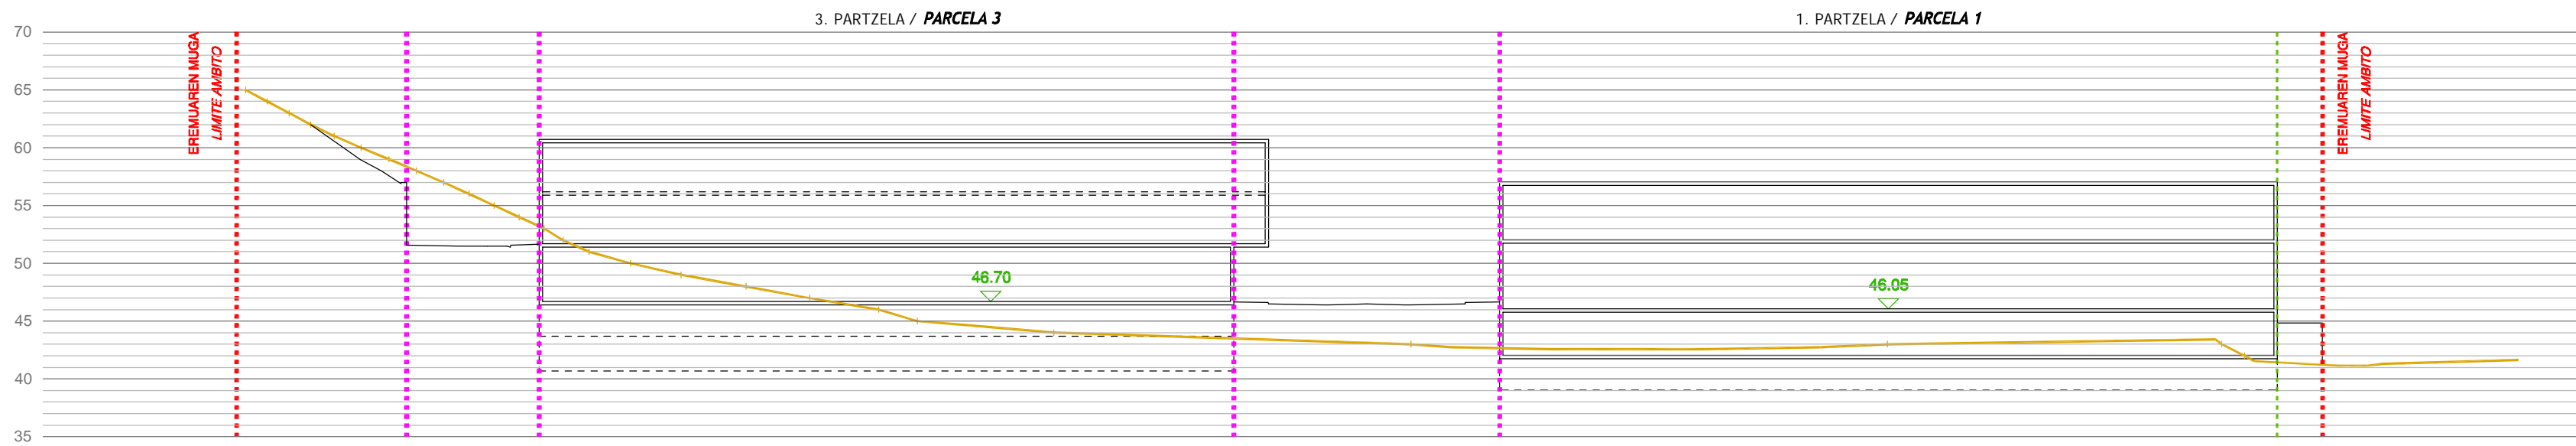 3. PARTZELA / PARCELA 3
1. PARTZELA / PARCELA 1
70
65
60
55
50
45
40
35
EREMUAREN MUGA
LIMITE AMBITO
46.70
46.05
EREMUAREN MUGA
LIMITE AMBITO